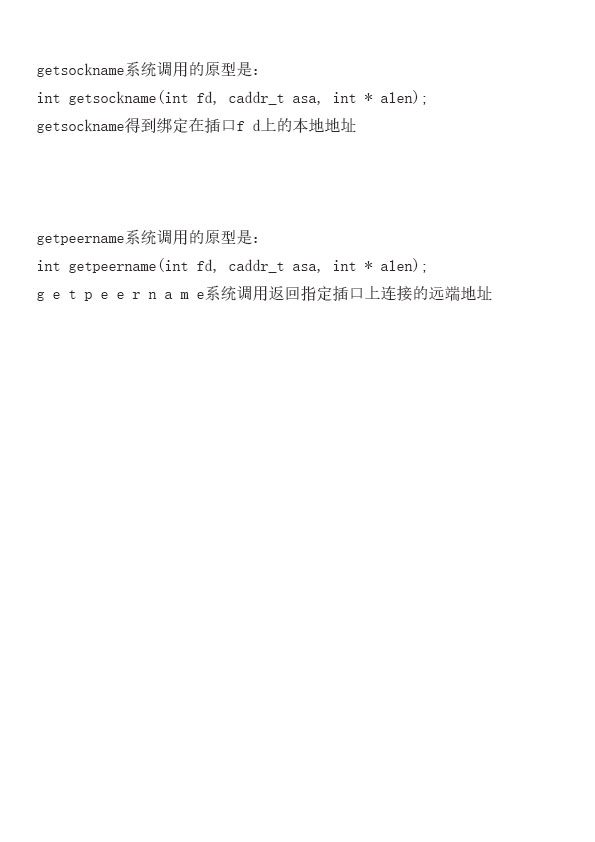 getsockname系统调用的原型是:
int getsockname(int fd, caddr_t asa, int * alen);
getsockname得到绑定在插口f d上的本地地址
getpeername系统调用的原型是:
int getpeername(int fd, caddr_t asa, int * alen);
g e t p e e r n a m e系统调用返回指定插口上连接的远端地址